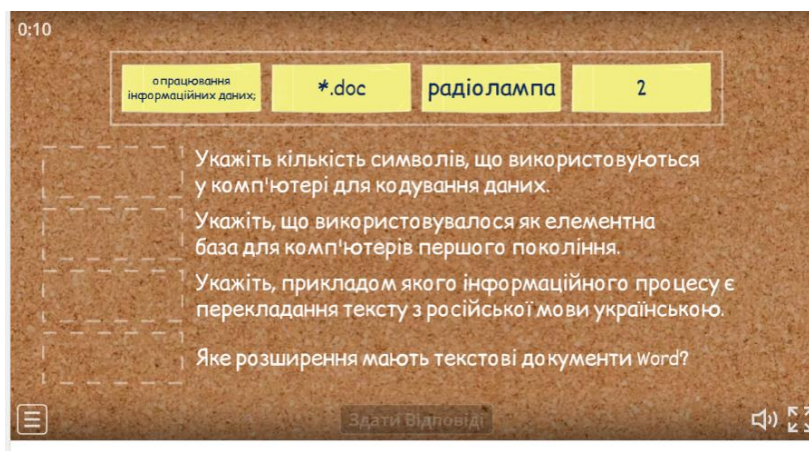 0:10
опрацювання
інформаційних даних;
*.doc
радіолампа
2
Укажіть кількість символів, що використовуються
у комп'ютері для кодування даних.
Укажіть, що використовувалося як елементна
база для комп'ютерів першого покоління.
Укажіть, прикладом якого інформаційного процесу є
перекладання тексту з російської мови українською.
Яке розширення мають текстові документи Word?
Здати Відповіді